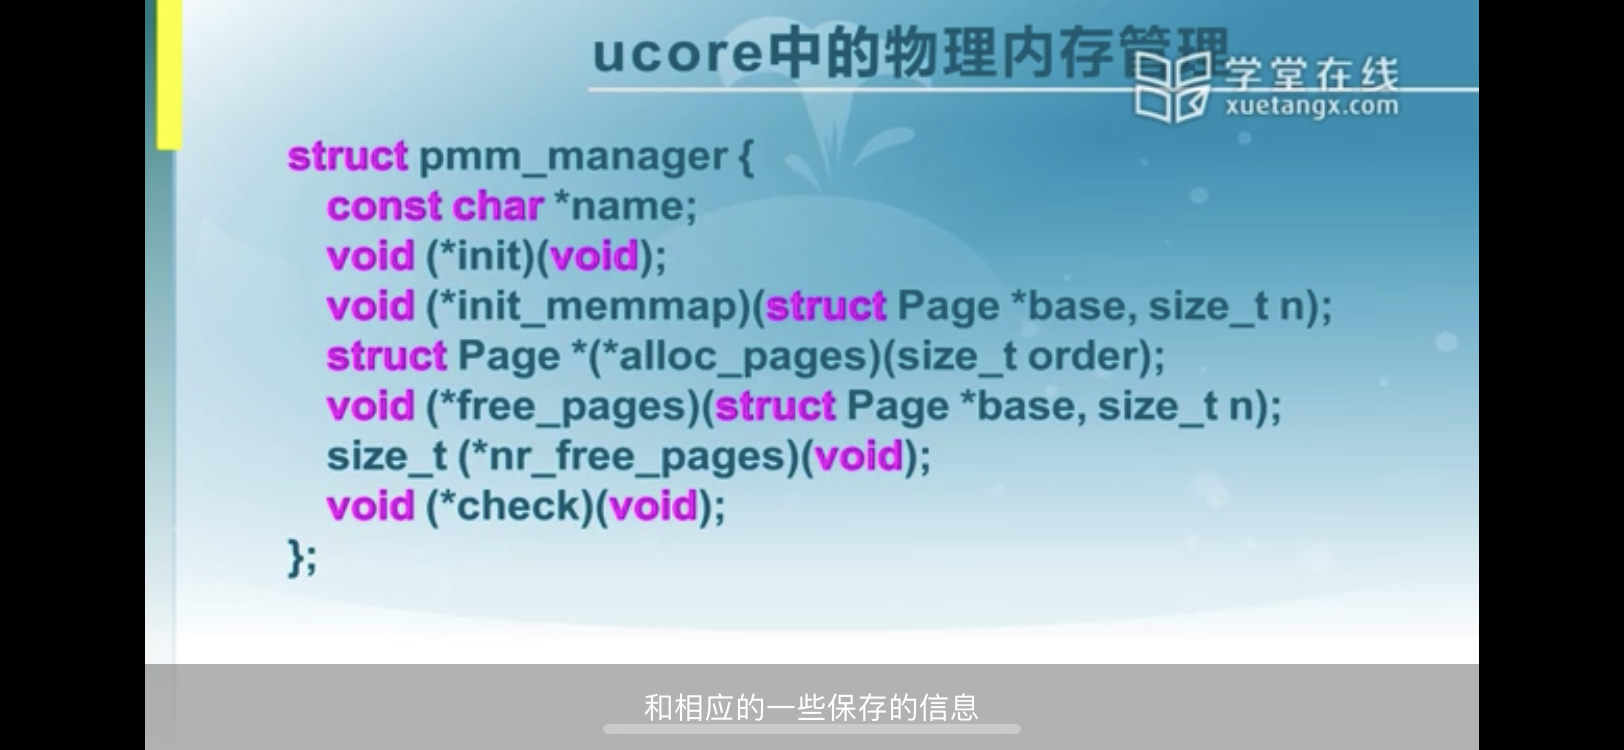 ucore中的物理内存管理
学堂在线
xuetangx.com
struct pmm_manager {
const char *name;
void (*init)(void);
void (*init_memmap)(struct Page *base, size_t n);
struct Page *(*alloc_pages)(size_t order);
void (*free_pages)(struct Page *base, size_t n);
size_t (*nr_free_pages)(void);
void (*check)(void);
};
和相应的一些保存的信息